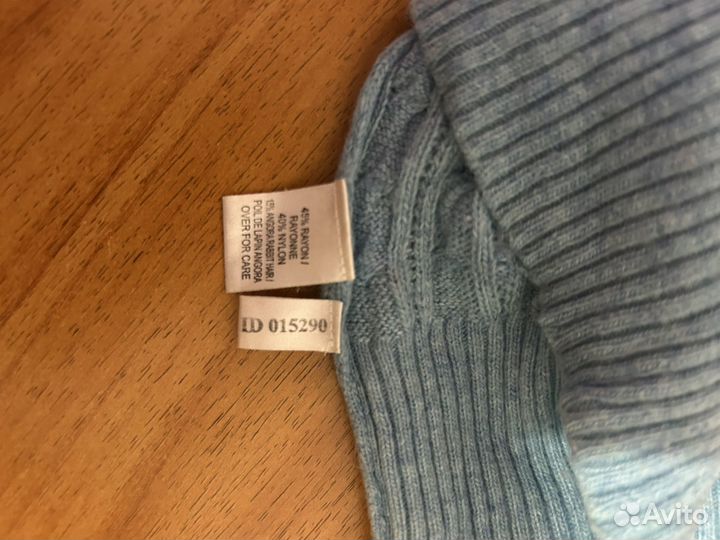 45% RAYON /
RAYONNE
40% NYLON
15% ANGORA RABBIT HAIR /
POIL DE LAPIN ANGORA
OVER FOR CARE
ID 015290
Avito